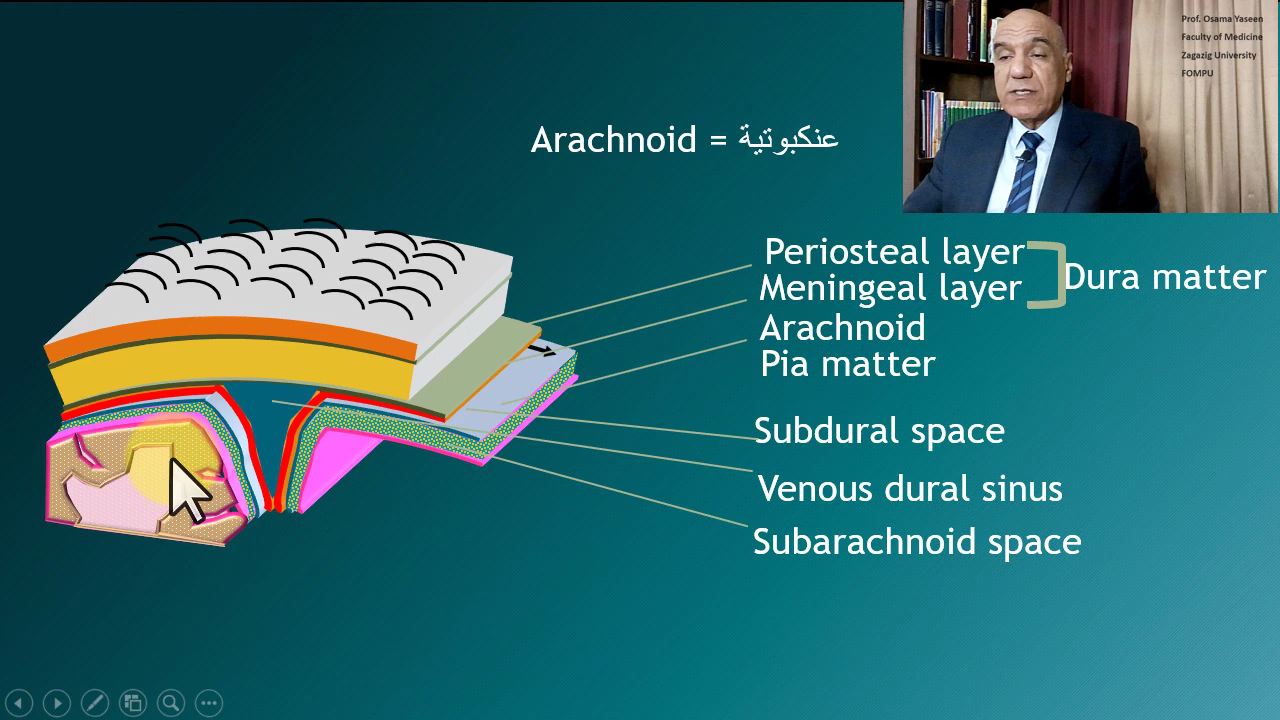 Prof. Osama Yaseen
Faculty of Medicine
Zagazig University
FOMPU
Arachnoid = عنكبوتية
Periosteal layer
Meningeal layer
Dura matter
Arachnoid
Pia matter
Subdural space
Venous dural sinus
Subarachnoid space